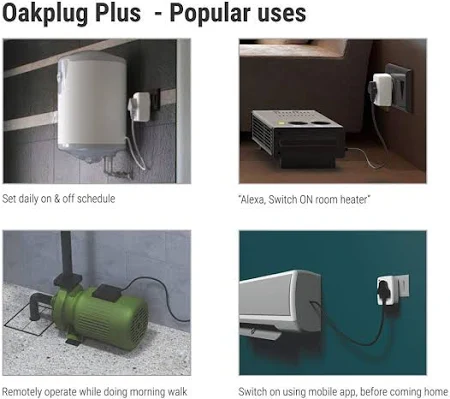 Oakplug Plus - Popular uses
Set daily on & off schedule
"Alexa, Switch ON room heater"
Remotely operate while doing morning walk
Switch on using mobile app, before coming home